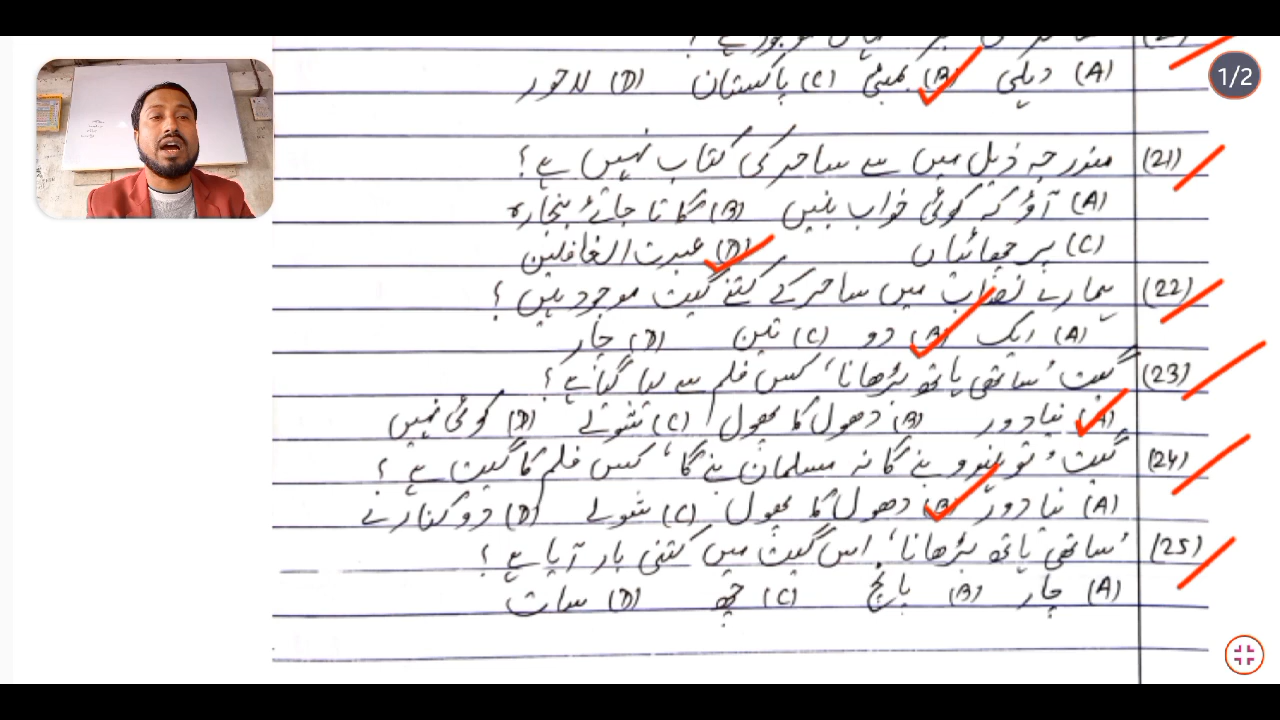 (A) دہلی (B) بمبئی (C) پاکستان (D) لاحور
1/2
(21) مندرجہ ذیل میں سے ساحر کی کتاب نہیں ہے؟
(A) آؤ کہ کوئی خواب بنیں (B) گاتا جائے بنجارہ
(C) پرچھائیاں (D) عبرت الغافلین
(22) ہمارے نصاب میں ساحر کے کتنے گیت موجود ہیں؟
(A) ایک (B) دو (C) تین (D) چار
(23) گیت 'ساتھی ہاتھ بڑھانا' کس فلم سے لیا گیا ہے؟
(A) نیا دور (B) دھول کا پھول (C) شولے (D) کوئی نہیں
(24) گیت 'تو ہندو بنے گا نہ مسلمان بنے گا' کس فلم کا گیت ہے؟
(A) نیا دور (B) دھول کا پھول (C) شولے (D) دو کنارے
(25) 'ساتھی ہاتھ بڑھانا' اس گیت میں کتنی بار آیا ہے؟
(A) چار (B) پانچ (C) چھ (D) سات